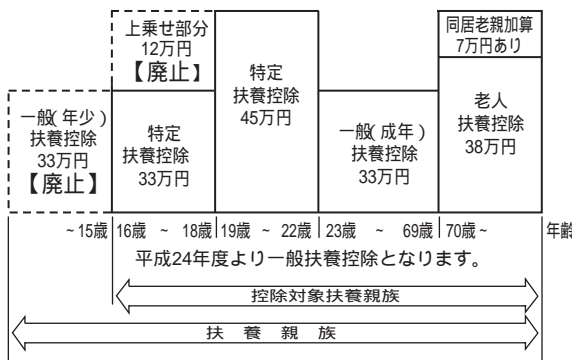 上乗せ部分
12万円
【廃止】
同居老親加算
7万円あり
特定
扶養控除
45万円
一般(年少)
扶養控除
33万円
【廃止】
特定
扶養控除
33万円
一般(成年)
扶養控除
33万円
老人
扶養控除
38万円
~15歳 16歳 ~ 18歳 19歳 ~ 22歳 23歳 ~ 69歳 70歳~ 年齢
平成24年度より一般扶養控除となります。
控除対象扶養親族
扶養親族